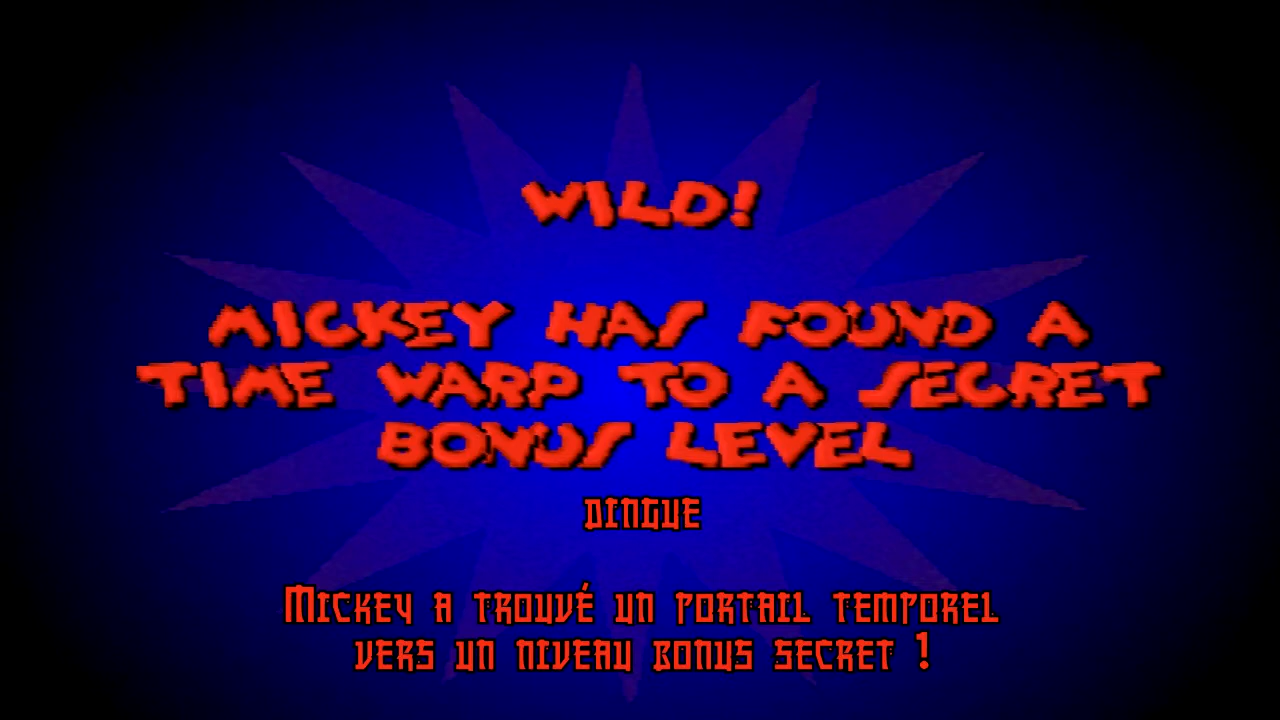 WILD!
MICKEY HAS FOUND A
TIME WARP TO A SECRET
BONUS LEVEL
DINGUE
Mickey a trouvé un portail temporel
vers un niveau bonus secret !